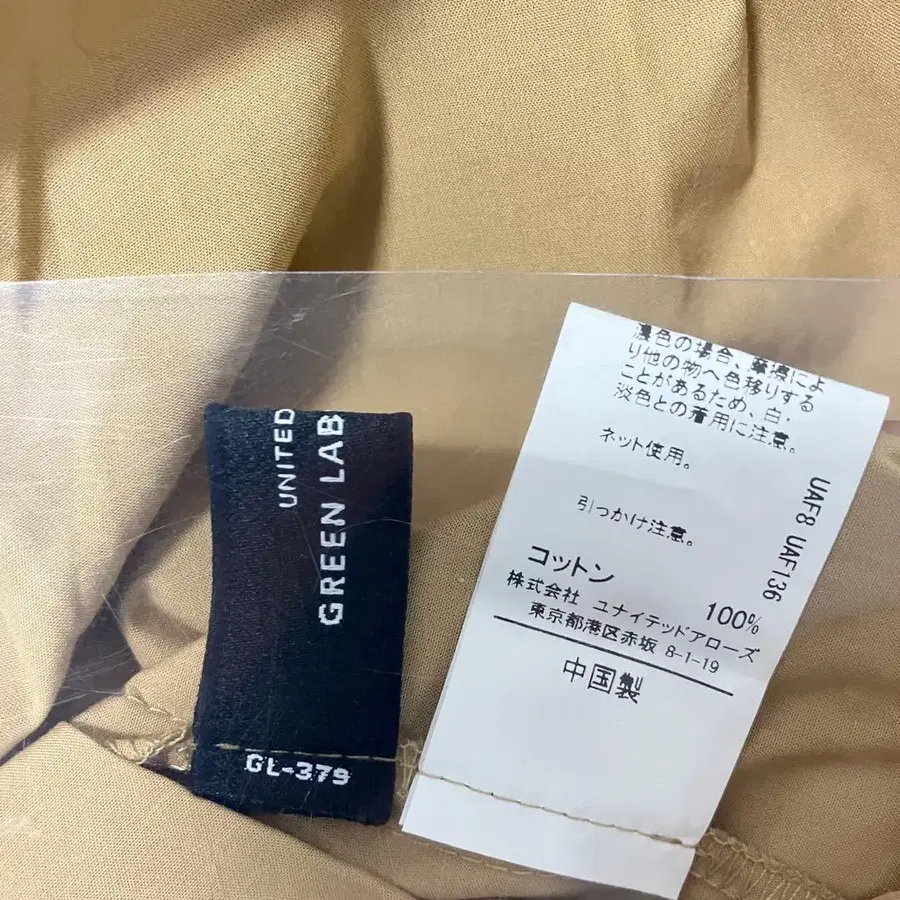 UNITED
GREEN LAB
GL-379
濃色の場合、摩擦によ
り他の物へ色移りする
ことがあるため、白・
淡色との着用に注意。
ネット使用。
引っかけ注意。
コットン 100%
株式会社 ユナイテッドアローズ
東京都港区赤坂 8-1-19
中国製
UAF8 UAF136